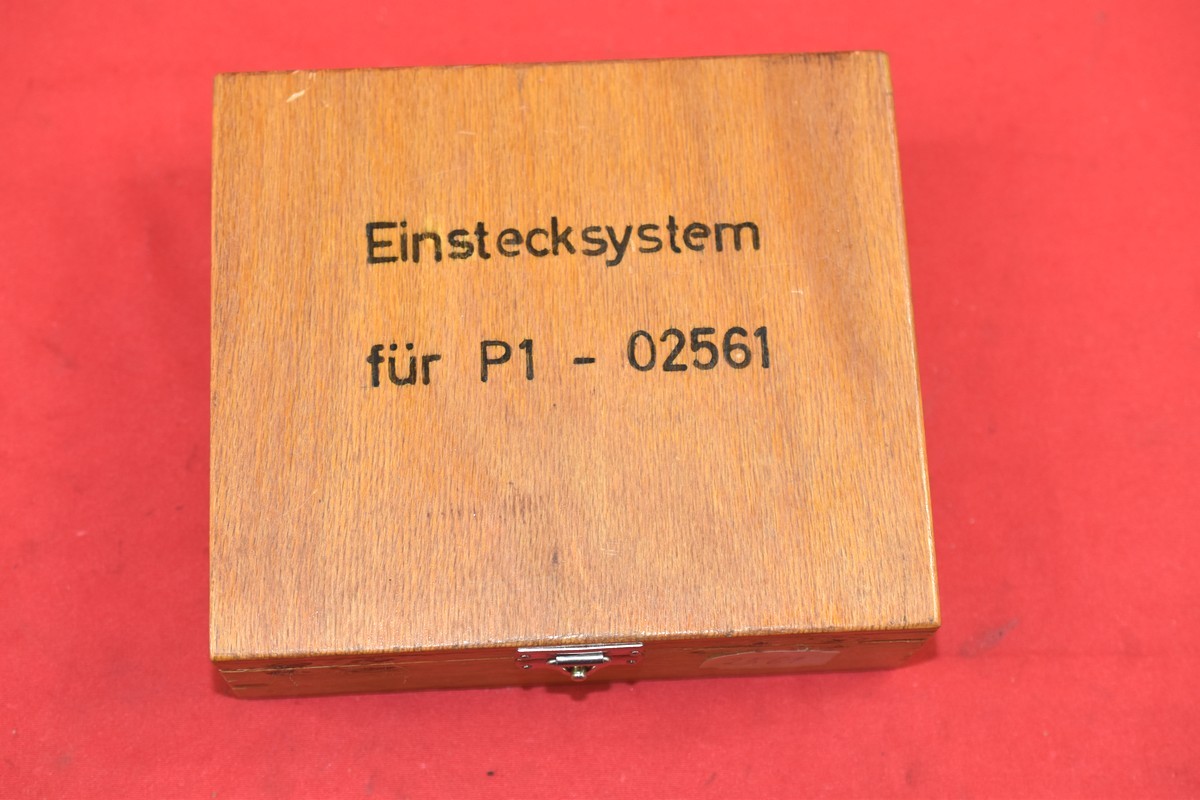 Einstecksystem
für P1 - 02561